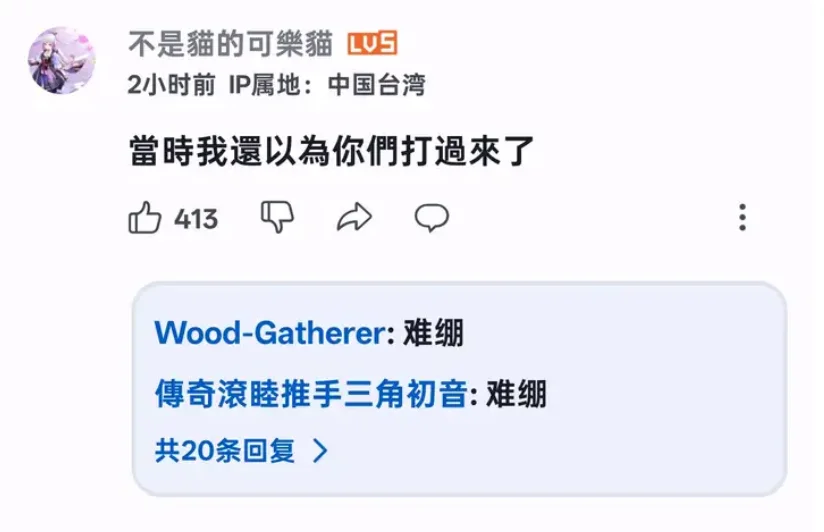 不是貓的可樂貓 LV5
2小时前 IP属地：中国台湾
當時我還以為你們打過來了
413
Wood-Gatherer: 难绷
傳奇滾睦推手三角初音: 难绷
共20条回复 >